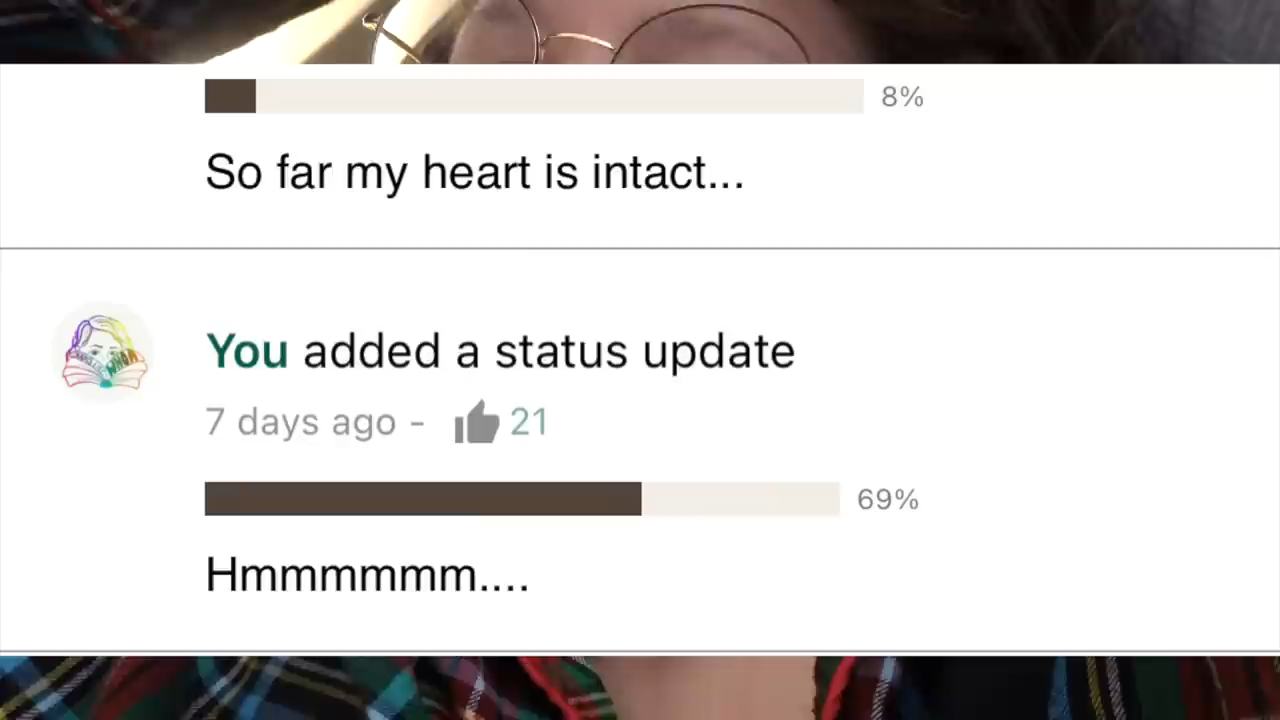 8%
So far my heart is intact...
You added a status update
7 days ago - 21
69%
Hmmmmmm....